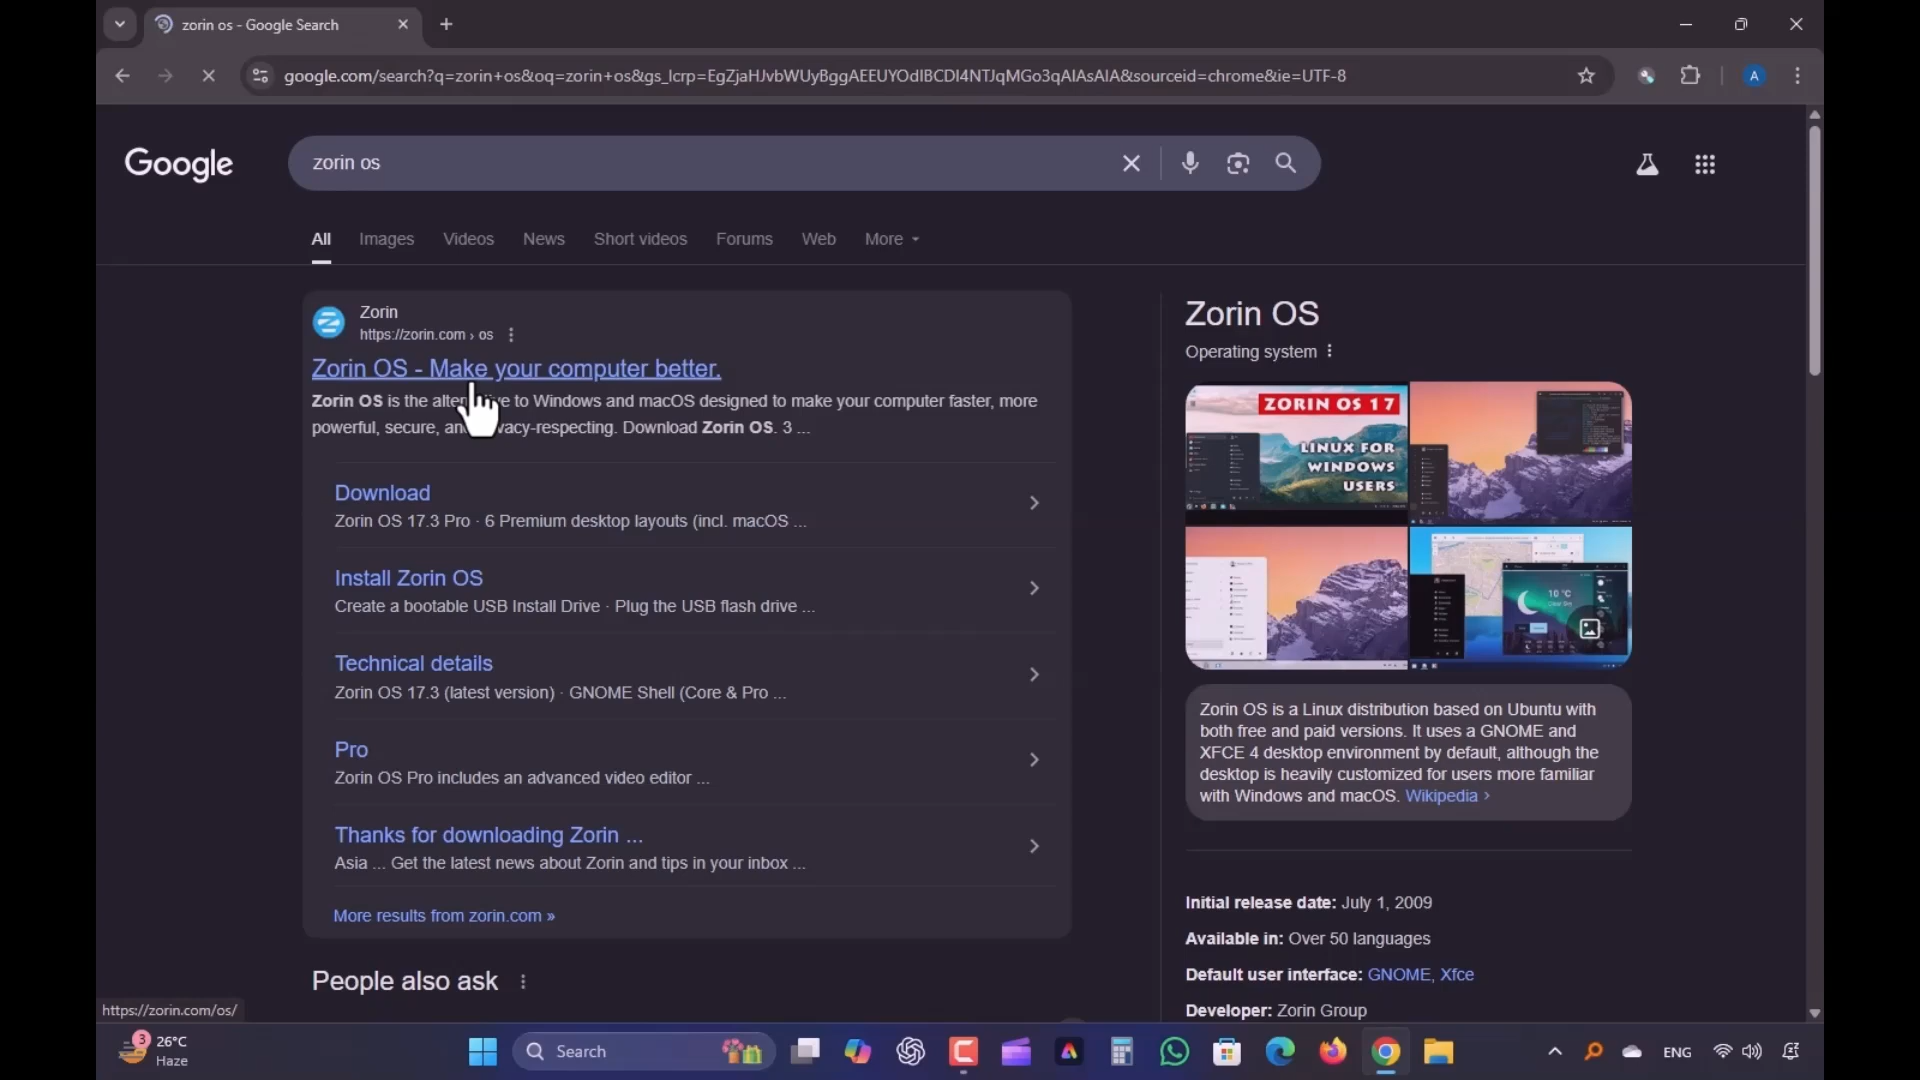 zorin os - Google Search
google.com/search?q=zorin+os&oq=zorin+os&gs_lcrp=EgZjaHJvbWUyBggAEEUYOdIBCDI4NTJqMGo3qAIAsAIA&sourceid=chrome&ie=UTF-8
A
Google
zorin os
All Images Videos News Short videos Forums Web More
Zorin
https://zorin.com › os
Zorin OS - Make your computer better.
Zorin OS is the to Windows and macOS designed to make your computer faster, more
powerful, secure, Download Zorin OS. 3 ...
Download
Zorin OS 17.3 Pro · 6 Premium desktop layouts (incl. macOS ...
Install Zorin OS
Create a bootable USB Install Drive · Plug the USB flash drive ...
Technical details
Zorin OS 17.3 (latest version) · GNOME Shell (Core & Pro ...
Pro
Zorin OS Pro includes an advanced video editor ...
Thanks for downloading Zorin ...
Asia ... Get the latest news about Zorin and tips in your inbox ...
More results from zorin.com »
People also ask
Zorin OS
Operating system
ZORIN OS 17
LINUX FOR
WINDOWS
USERS
10 °C
Zorin OS is a Linux distribution based on Ubuntu with
both free and paid versions. It uses a GNOME and
XFCE 4 desktop environment by default, although the
desktop is heavily customized for users more familiar
with Windows and macOS. Wikipedia ›
Initial release date: July 1, 2009
Available in: Over 50 languages
Default user interface: GNOME, Xfce
Developer: Zorin Group
https://zorin.com/os/
3
26°C
Haze
Search
ENG